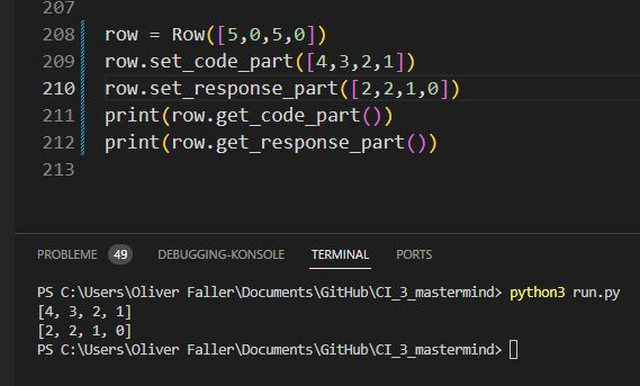 207
208 row = Row([5,0,5,0])
209 row.set_code_part([4,3,2,1])
210 row.set_response_part([2,2,1,0])
211 print(row.get_code_part())
212 print(row.get_response_part())
213
PROBLEME 49 DEBUGGING-KONSOLE TERMINAL PORTS
PS C:\Users\Oliver Faller\Documents\GitHub\CI_3_mastermind> python3 run.py
[4, 3, 2, 1]
[2, 2, 1, 0]
PS C:\Users\Oliver Faller\Documents\GitHub\CI_3_mastermind>